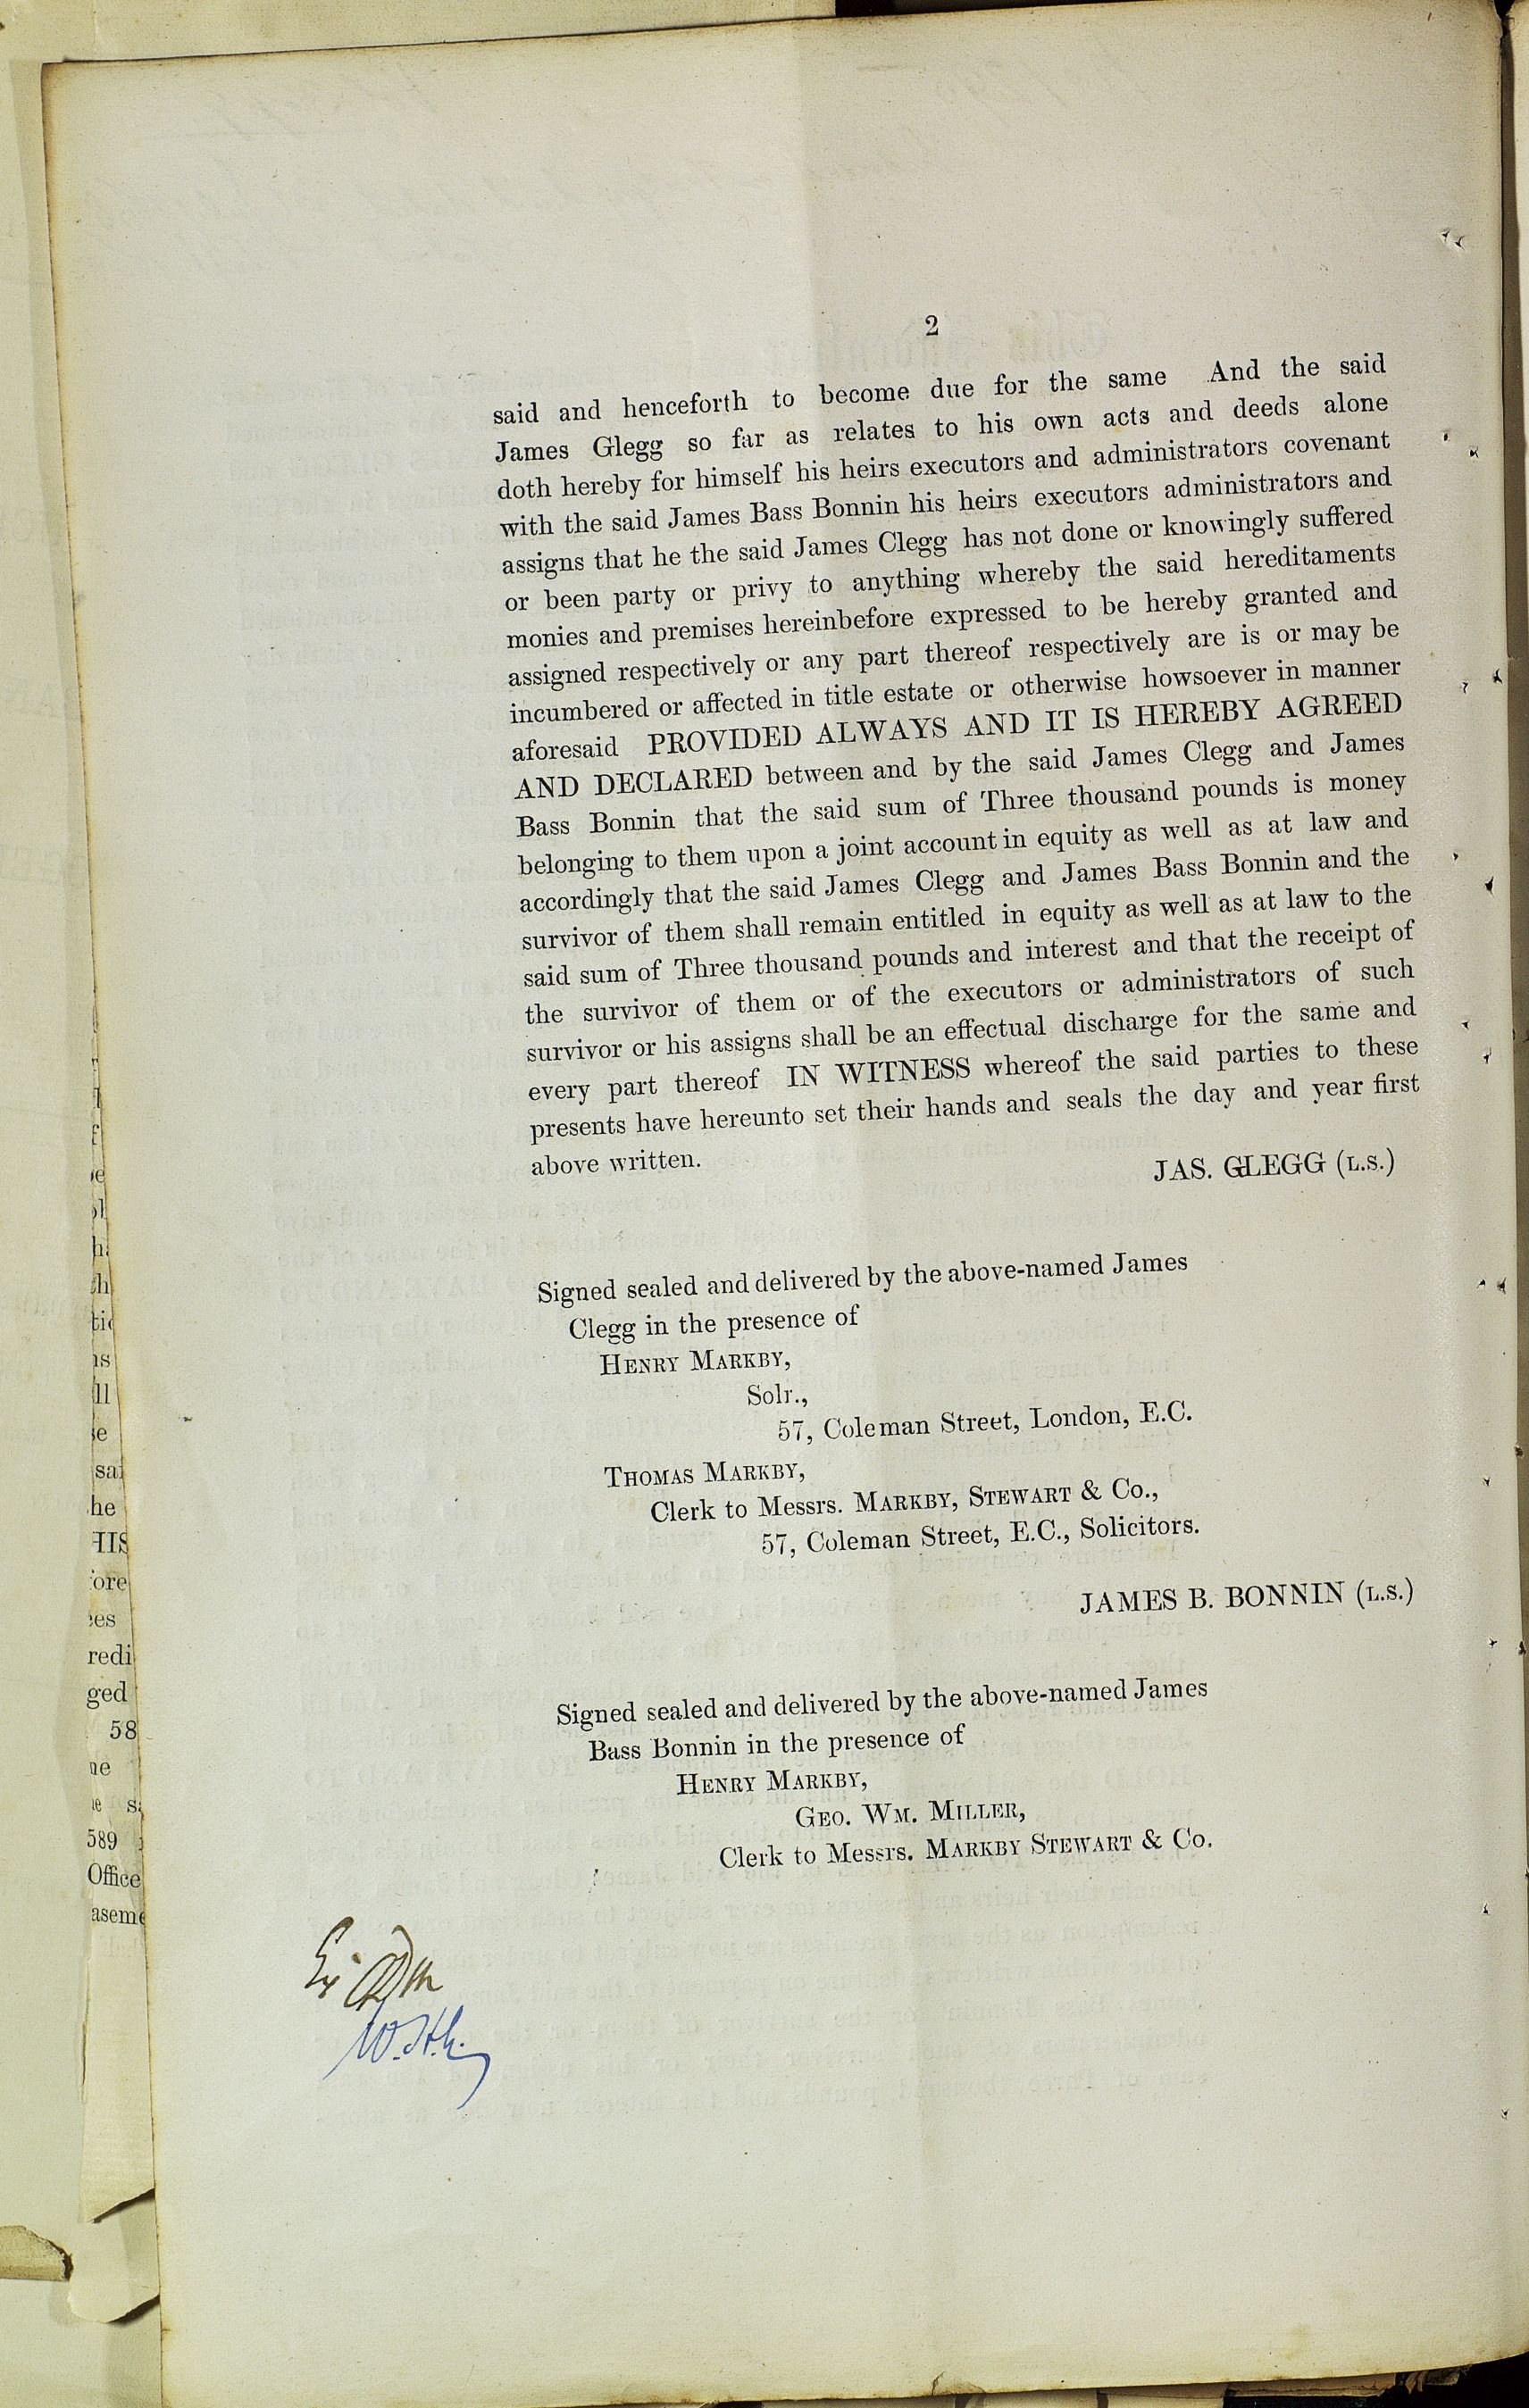 2
said and henceforth to become due for the same And the said
James Glegg so far as relates to his own acts and deeds alone
doth hereby for himself his heirs executors and administrators covenant
with the said James Bass Bonnin his heirs executors administrators and
assigns that he the said James Clegg has not done or knowingly suffered
or been party or privy to anything whereby the said hereditaments
monies and premises hereinbefore expressed to be hereby granted and
assigned respectively or any part thereof respectively are is or may be
incumbered or affected in title estate or otherwise howsoever in manner
aforesaid PROVIDED ALWAYS AND IT IS HEREBY AGREED
AND DECLARED between and by the said James Clegg and James
Bass Bonnin that the said sum of Three thousand pounds is money
belonging to them upon a joint account in equity as well as at law and
accordingly that the said James Clegg and James Bass Bonnin and the
survivor of them shall remain entitled in equity as well as at law to the
said sum of Three thousand pounds and interest and that the receipt of
the survivor of them or of the executors or administrators of such
survivor or his assigns shall be an effectual discharge for the same and
every part thereof IN WITNESS whereof the said parties to these
presents have hereunto set their hands and seals the day and year first
above written.
JAS. GLEGG (L.S.)
Signed sealed and delivered by the above-named James
Clegg in the presence of
HENRY MARKBY,
Solr.,
57, Coleman Street, London, E.C.
THOMAS MARKBY,
Clerk to Messrs. MARKBY, STEWART & Co.,
57, Coleman Street, E.C., Solicitors.
JAMES B. BONNIN (L.S.)
Signed sealed and delivered by the above-named James
Bass Bonnin in the presence of
HENRY MARKBY,
GEO. WM. MILLER,
Clerk to Messrs. MARKBY STEWART & Co.
Ex
W.H.